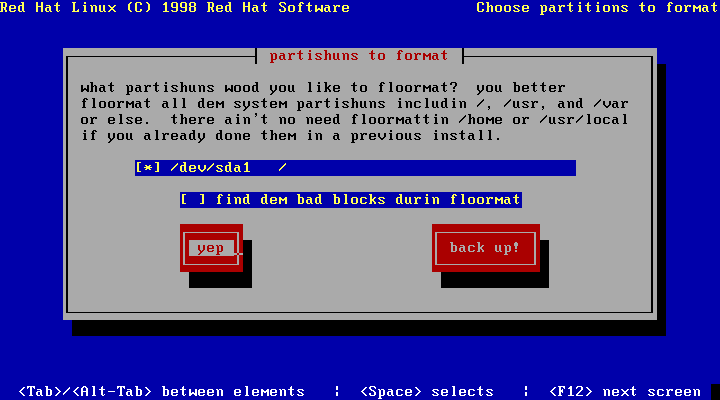 Red Hat Linux (C) 1998 Red Hat Software Choose partitions to format
partishuns to format
what partishuns wood you like to floormat? you better
floormat all dem system partishuns includin /, /usr, and /var
or else. there ain't no need floormattin /home or /usr/local
if you already done them in a previous install.
[*] /dev/sda1 /
[ ] find dem bad blocks durin floormat
yep back up!
<Tab>/<Alt-Tab> between elements ¦ <Space> selects ¦ <F12> next screen